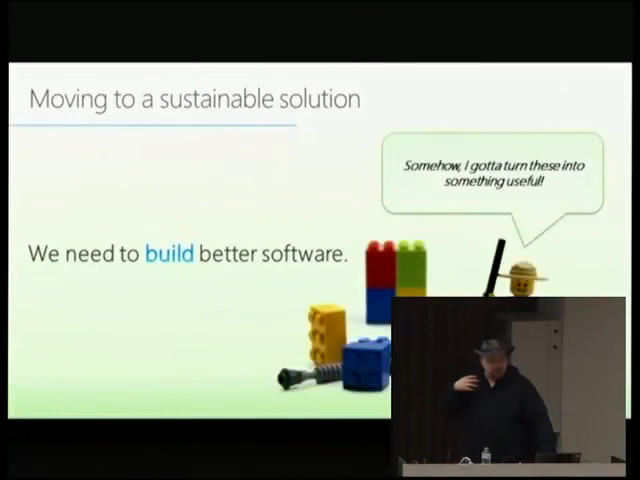 Moving to a sustainable solution
Somehow, I gotta turn these into
something useful!
We need to build better software.